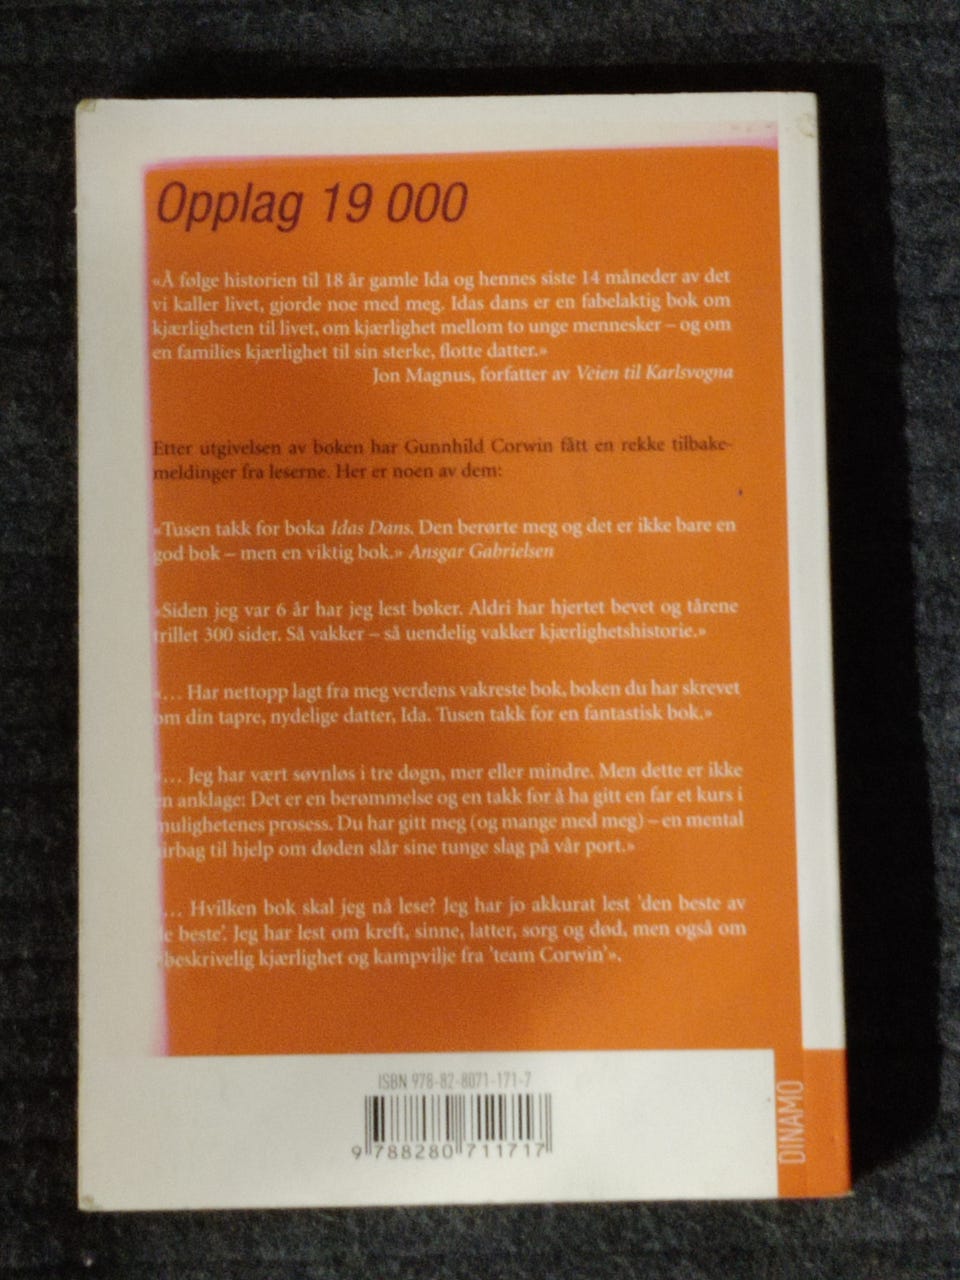 Opplag 19 000
«Å følge historien til 18 år gamle Ida og hennes siste 14 måneder av det
vi kaller livet, gjorde noe med meg. Idas dans er en fabelaktig bok om
kjærligheten til livet, om kjærlighet mellom to unge mennesker – og om
en families kjærlighet til sin sterke, flotte datter.»
Jon Magnus, forfatter av Veien til Karlsvogna
Etter utgivelsen av boken har Gunnhild Corwin fått en rekke tilbake-
meldinger fra leserne. Her er noen av dem:
«Tusen takk for boka Idas Dans. Den berørte meg og det er ikke bare en
god bok – men en viktig bok.» Ansgar Gabrielsen
«Siden jeg var 6 år har jeg lest bøker. Aldri har hjertet bevet og tårene
trillet 300 sider. Så vakker – så uendelig vakker kjærlighetshistorie.»
«… Har nettopp lagt fra meg verdens vakreste bok, boken du har skrevet
om din tapre, nydelige datter, Ida. Tusen takk for en fantastisk bok.»
«… Jeg har vært søvnløs i tre døgn, mer eller mindre. Men dette er ikke
en anklage: Det er en berømmelse og en takk for å ha gitt en far et kurs i
mulighetenes prosess. Du har gitt meg (og mange med meg) – en mental
airbag til hjelp om døden slår sine tunge slag på vår port.»
… Hvilken bok skal jeg nå lese? Jeg har jo akkurat lest 'den beste av
de beste'. Jeg har lest om kreft, sinne, latter, sorg og død, men også om
beskrivelig kjærlighet og kampvilje fra 'team Corwin'».
ISBN 978-82-8071-171-7
9 788280 711717
DINAMO